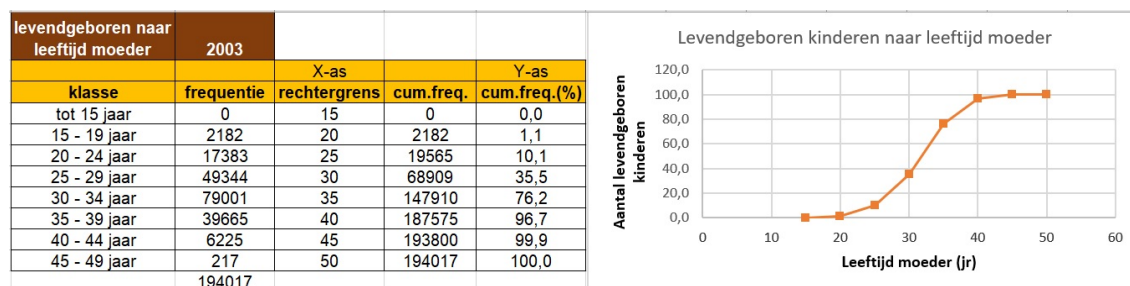 levendgeboren naar leeftijd moeder 2003
X-as Y-as
klasse frequentie rechtergrens cum.freq. cum.freq.(%)
tot 15 jaar 0 15 0 0,0
15 - 19 jaar 2182 20 2182 1,1
20 - 24 jaar 17383 25 19565 10,1
25 - 29 jaar 49344 30 68909 35,5
30 - 34 jaar 79001 35 147910 76,2
35 - 39 jaar 39665 40 187575 96,7
40 - 44 jaar 6225 45 193800 99,9
45 - 49 jaar 217 50 194017 100,0
194017
Levendgeboren kinderen naar leeftijd moeder
Aantal levendgeboren
kinderen
120,0
100,0
80,0
60,0
40,0
20,0
0,0
0 10 20 30 40 50 60
Leeftijd moeder (jr)